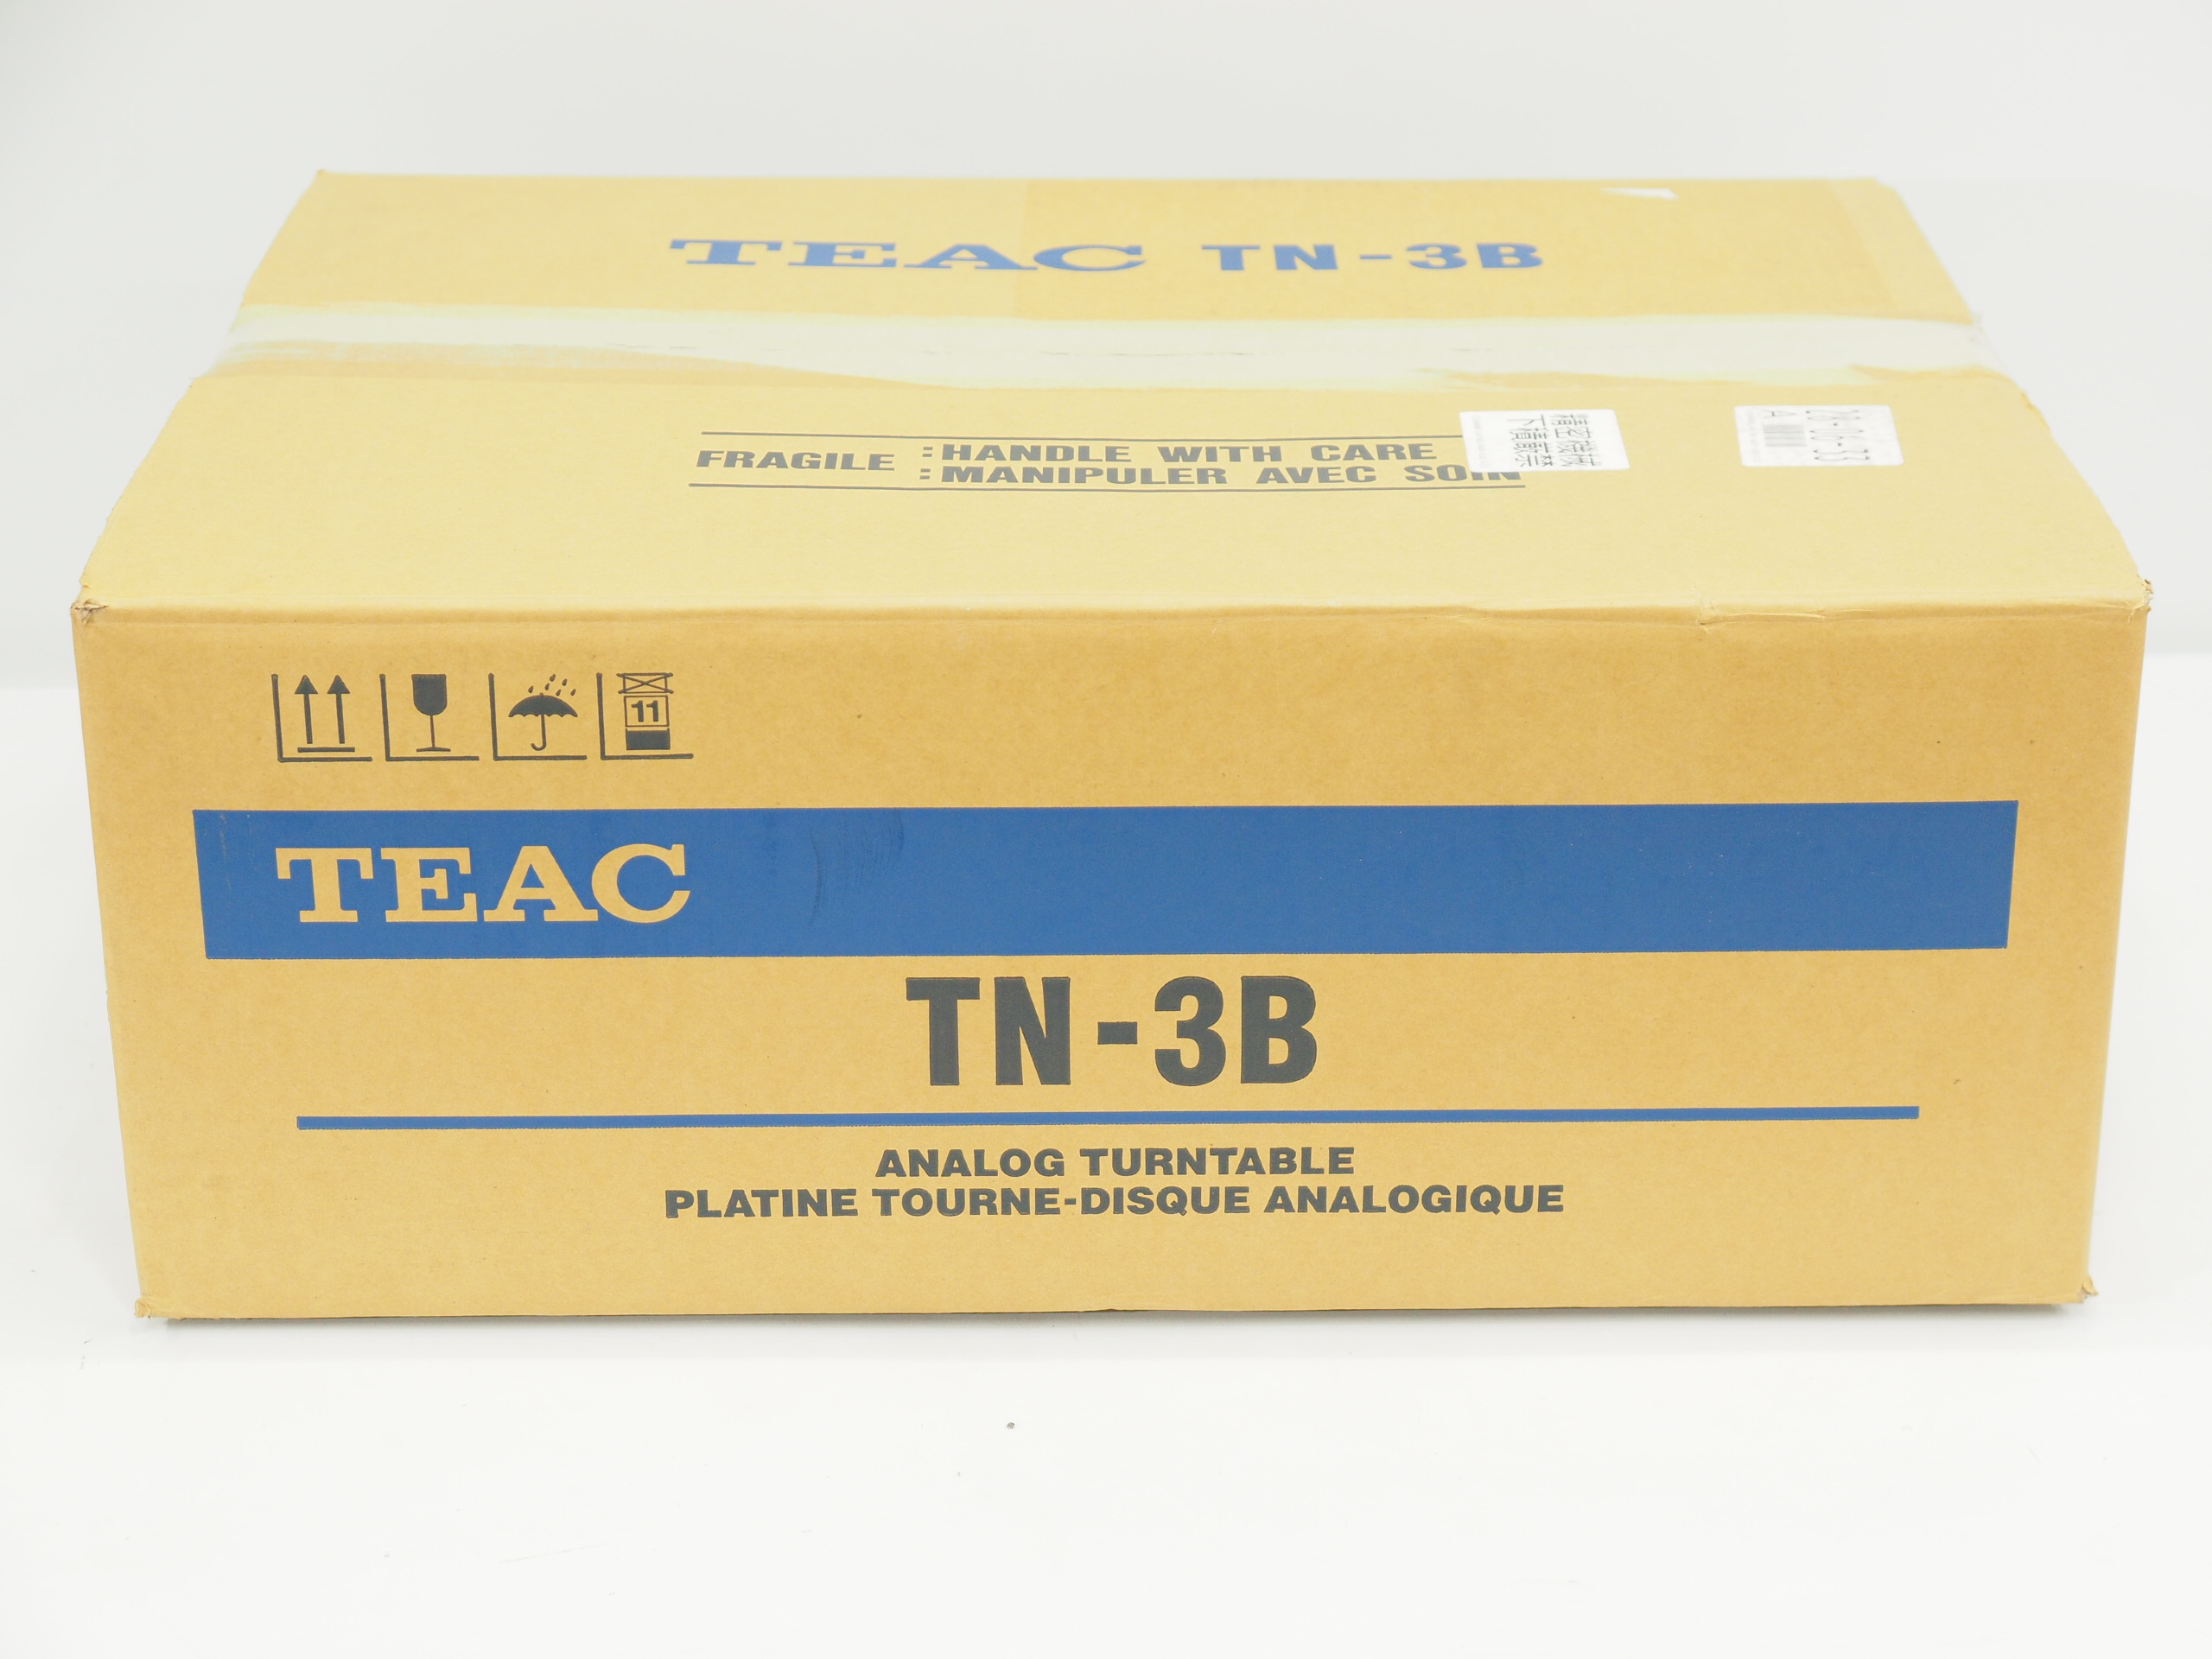 TEAC TN-3B
FRAGILE
:HANDLE WITH CARE
:MANIPULER AVEC SOIN
11
TEAC
TN-3B
ANALOG TURNTABLE
PLATINE TOURNE-DISQUE ANALOGIQUE